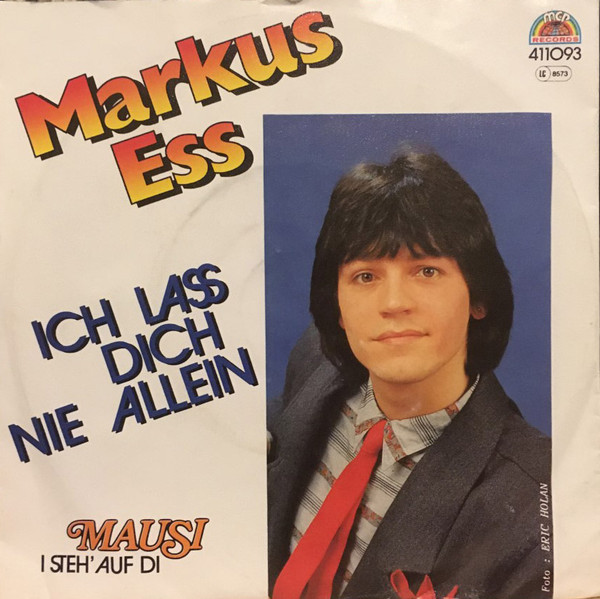 Markus
Ess
MCP
RECORDS
411093
LC 8573
ICH LASS
DICH
NIE ALLEIN
MAUSI
I STEH' AUF DI
Foto : ERIC HOLAN